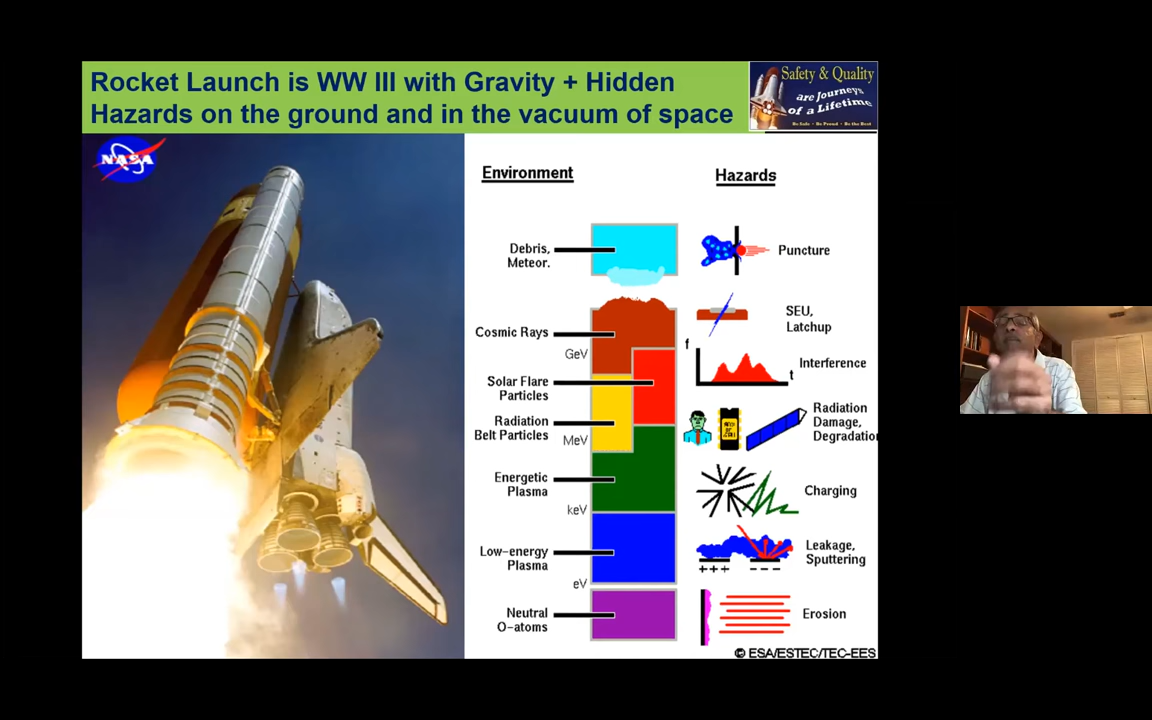 Rocket Launch is WW III with Gravity + Hidden
Hazards on the ground and in the vacuum of space
Safety & Quality
are Journeys
of a Lifetime
Be Safe • Be Proud • Be the Best
NASA
Environment
Hazards
Debris,
Meteor.
Puncture
Cosmic Rays
GeV
SEU,
Latchup
f
t
Interference
Solar Flare
Particles
Radiation
Belt Particles
MeV
Radiation
Damage,
Degradation
Energetic
Plasma
keV
Charging
Low-energy
Plasma
eV
Leakage,
Sputtering
+++
---
Neutral
O-atoms
Erosion
© ESA/ESTEC/TEC-EES